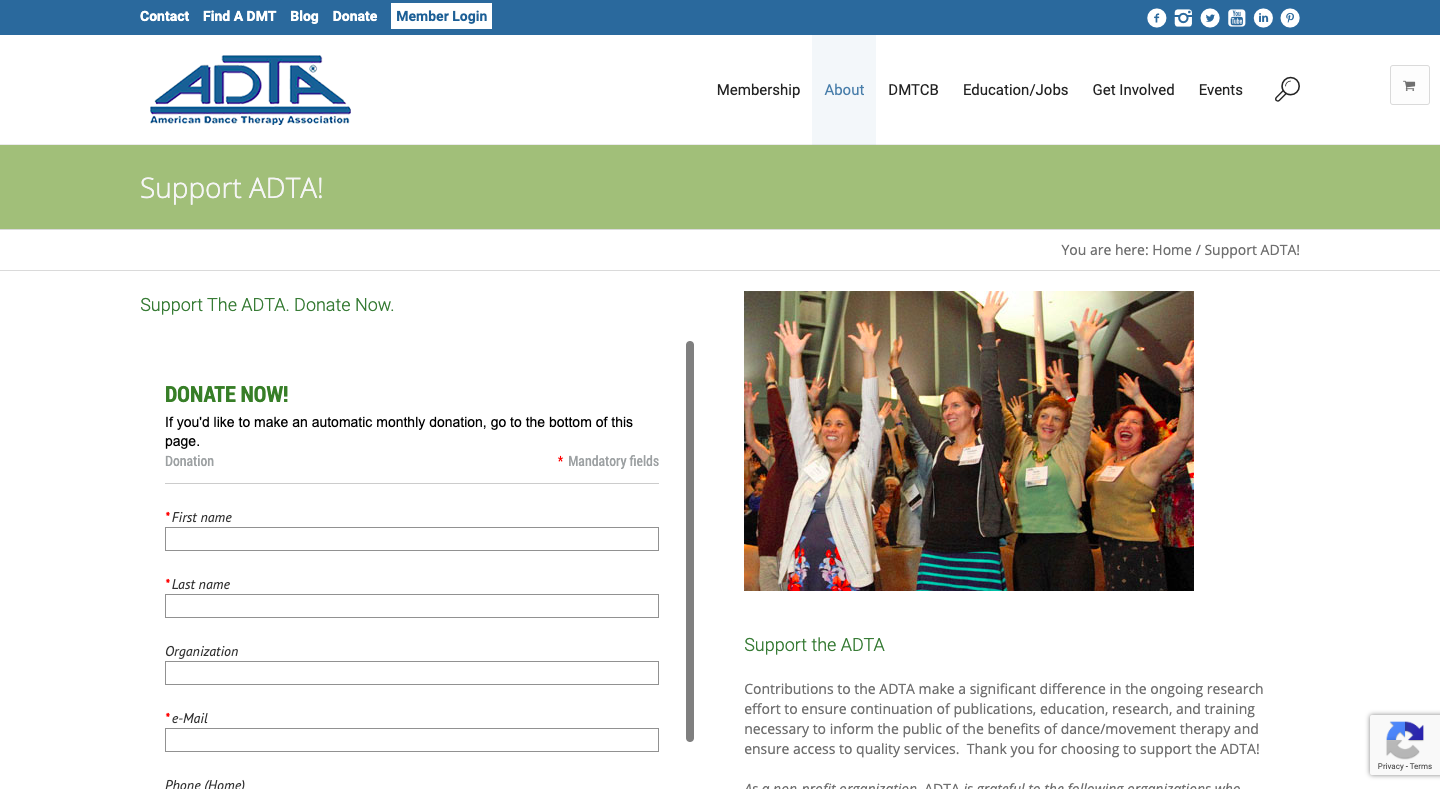 Contact Find A DMT Blog Donate Member Login
You Tube
ADTA®
American Dance Therapy Association
Membership About DMTCB Education/Jobs Get Involved Events
Support ADTA!
You are here: Home / Support ADTA!
Support The ADTA. Donate Now.
DONATE NOW!
If you'd like to make an automatic monthly donation, go to the bottom of this
page.
Donation * Mandatory fields
* First name
* Last name
Organization
* e-Mail
Phone (Home)
Support the ADTA
Contributions to the ADTA make a significant difference in the ongoing research
effort to ensure continuation of publications, education, research, and training
necessary to inform the public of the benefits of dance/movement therapy and
ensure access to quality services. Thank you for choosing to support the ADTA!
As a non-profit organization, ADTA is grateful to the following organizations who
Privacy - Terms